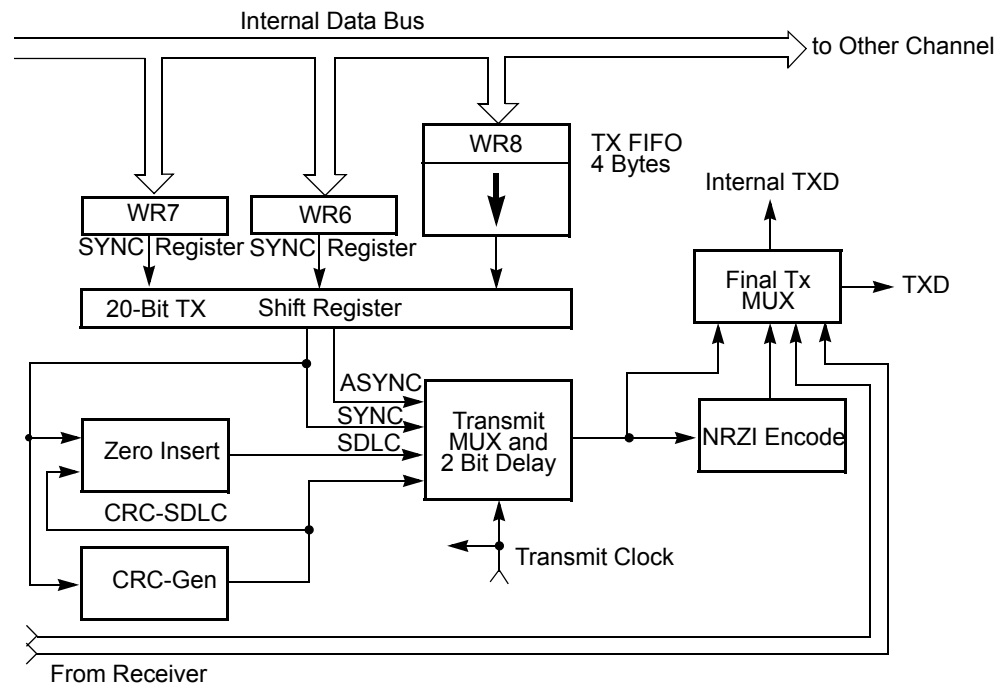 Internal Data Bus
to Other Channel
WR8
TX FIFO
4 Bytes
Internal TXD
WR7
WR6
SYNC Register
SYNC Register
Final Tx
MUX
TXD
20-Bit TX Shift Register
ASYNC
SYNC
SDLC
Transmit
MUX and
2 Bit Delay
NRZI Encode
Zero Insert
CRC-SDLC
CRC-Gen
Transmit Clock
From Receiver